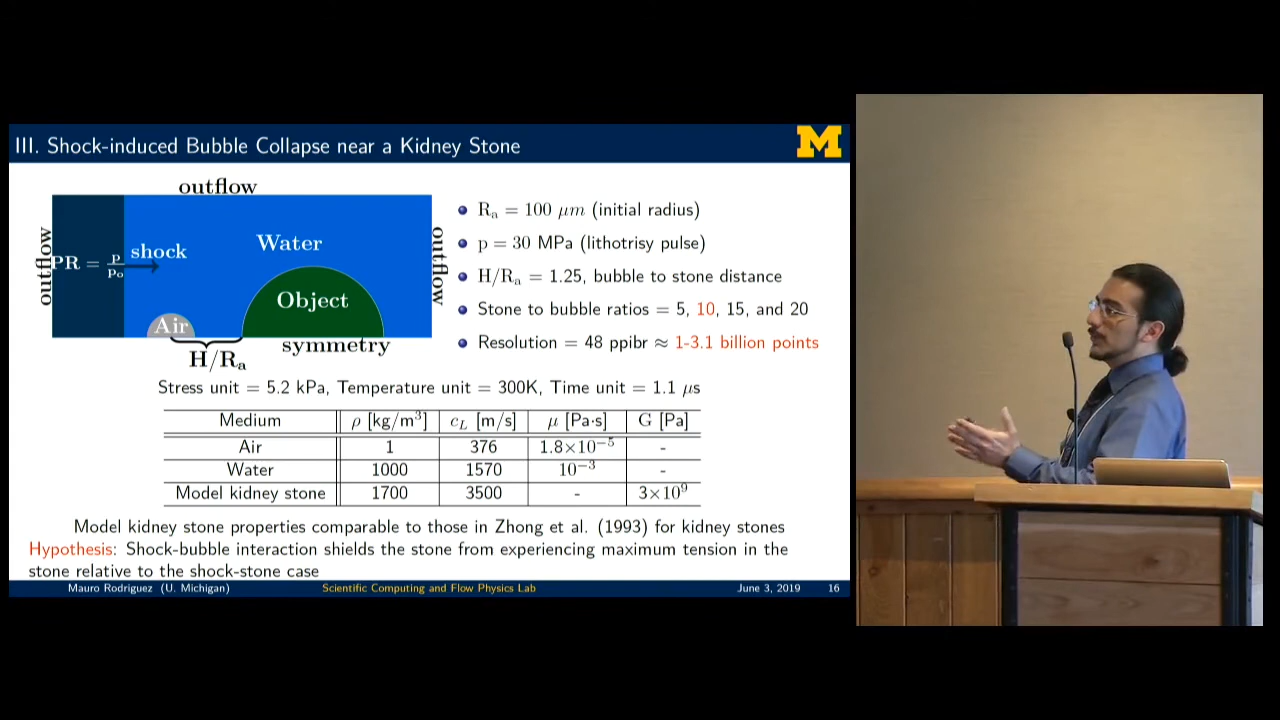 III. Shock-induced Bubble Collapse near a Kidney Stone
M
outflow
outflow
PR = p/p₀
shock
Water
Air
Object
outflow
H/Rₐ
symmetry
Rₐ = 100 μm (initial radius)
p = 30 MPa (lithotrisy pulse)
H/Rₐ = 1.25, bubble to stone distance
Stone to bubble ratios = 5, 10, 15, and 20
Resolution = 48 ppibr ≈ 1-3.1 billion points
Stress unit = 5.2 kPa, Temperature unit = 300K, Time unit = 1.1 μs
Medium ρ [kg/m³] c_L [m/s] μ [Pa·s] G [Pa]
Air 1 376 1.8×10⁻⁵ -
Water 1000 1570 10⁻³ -
Model kidney stone 1700 3500 - 3×10⁹
Model kidney stone properties comparable to those in Zhong et al. (1993) for kidney stones
Hypothesis: Shock-bubble interaction shields the stone from experiencing maximum tension in the
stone relative to the shock-stone case
Mauro Rodriguez (U. Michigan) Scientific Computing and Flow Physics Lab June 3, 2019 16